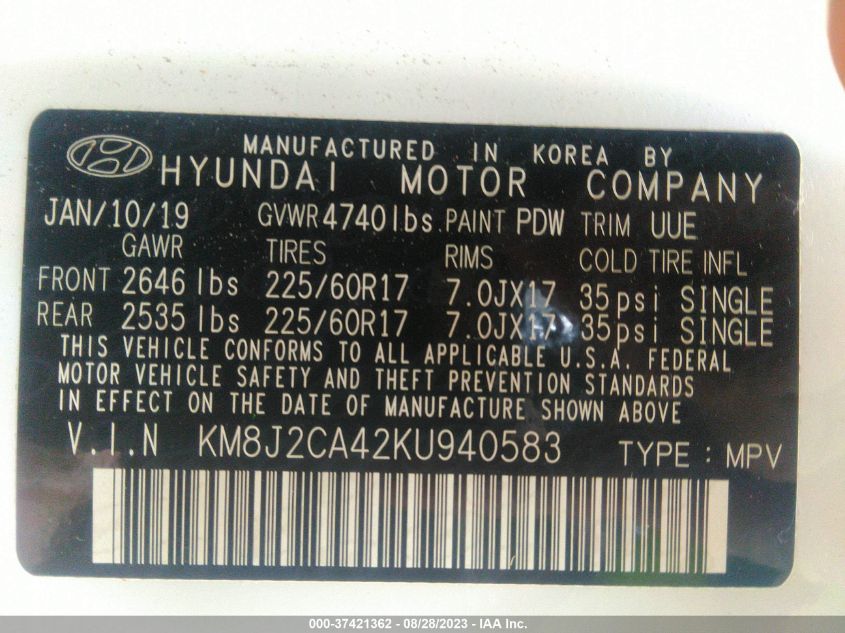 MANUFACTURED IN KOREA BY
HYUNDAI MOTOR COMPANY
JAN/10/19 GVWR 4740lbs PAINT PDW TRIM UUE
GAWR TIRES RIMS COLD TIRE INFL
FRONT 2646 lbs 225/60R17 7.0JX17 35psi SINGLE
REAR 2535 lbs 225/60R17 7.0JX17 35psi SINGLE
THIS VEHICLE CONFORMS TO ALL APPLICABLE U.S.A. FEDERAL
MOTOR VEHICLE SAFETY AND THEFT PREVENTION STANDARDS
IN EFFECT ON THE DATE OF MANUFACTURE SHOWN ABOVE
V.I.N KM8J2CA42KU940583 TYPE : MPV
000-37421362 | 08/28/2023 - IAA Inc.